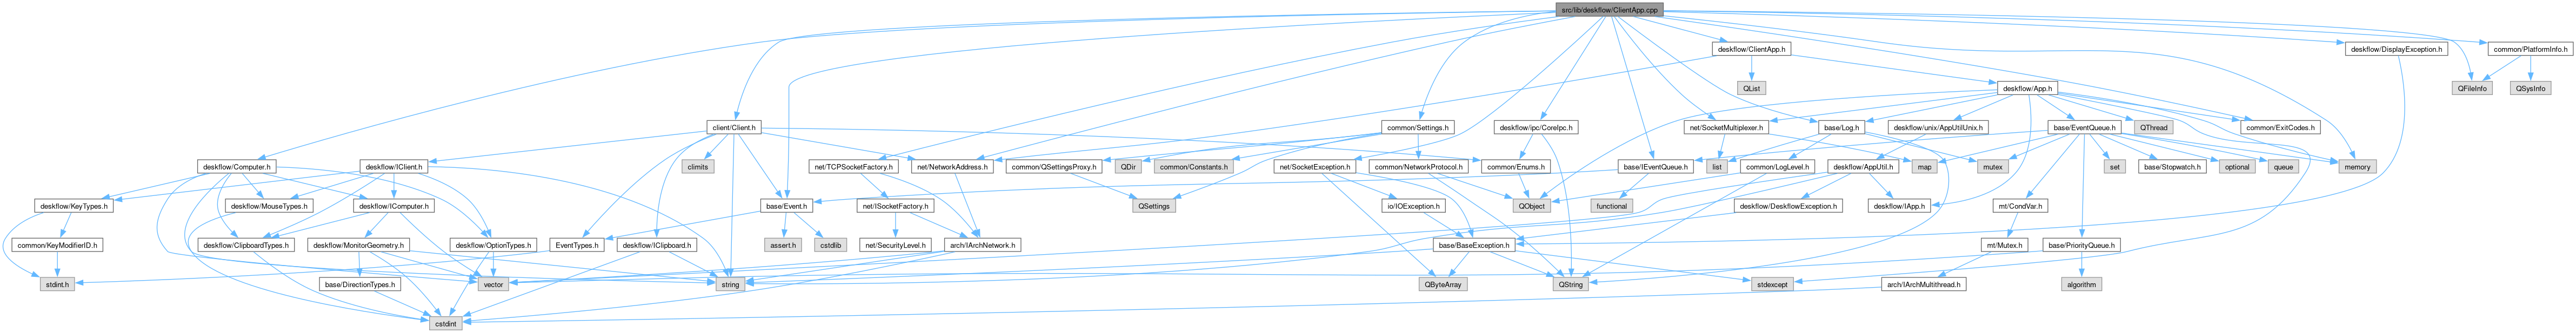 src/lib/deskflow/ClientApp.cpp
deskflow/ClientApp.h
deskflow/DisplayException.h
common/PlatformInfo.h
QList
deskflow/App.h
QFileInfo
QSysInfo
client/Client.h
common/Settings.h
deskflow/ipc/CoreIpc.h
net/SocketMultiplexer.h
base/Log.h
deskflow/unix/AppUtilUnix.h
base/EventQueue.h
QThread
common/ExitCodes.h
deskflow/Computer.h
deskflow/IClient.h
climits
net/TCPSocketFactory.h
net/NetworkAddress.h
common/QSettingsProxy.h
QDir
common/Constants.h
net/SocketException.h
common/NetworkProtocol.h
common/Enums.h
base/IEventQueue.h
list
common/LogLevel.h
deskflow/AppUtil.h
map
mutex
set
base/Stopwatch.h
optional
queue
memory
deskflow/KeyTypes.h
deskflow/MouseTypes.h
deskflow/IComputer.h
base/Event.h
net/ISocketFactory.h
QSettings
io/IOException.h
QObject
functional
deskflow/DeskflowException.h
deskflow/IApp.h
mt/CondVar.h
common/KeyModifierID.h
deskflow/ClipboardTypes.h
deskflow/MonitorGeometry.h
deskflow/OptionTypes.h
EventTypes.h
deskflow/IClipboard.h
assert.h
cstdlib
net/SecurityLevel.h
arch/IArchNetwork.h
base/BaseException.h
mt/Mutex.h
base/PriorityQueue.h
stdint.h
base/DirectionTypes.h
vector
string
QByteArray
QString
stdexcept
arch/IArchMultithread.h
algorithm
cstdint